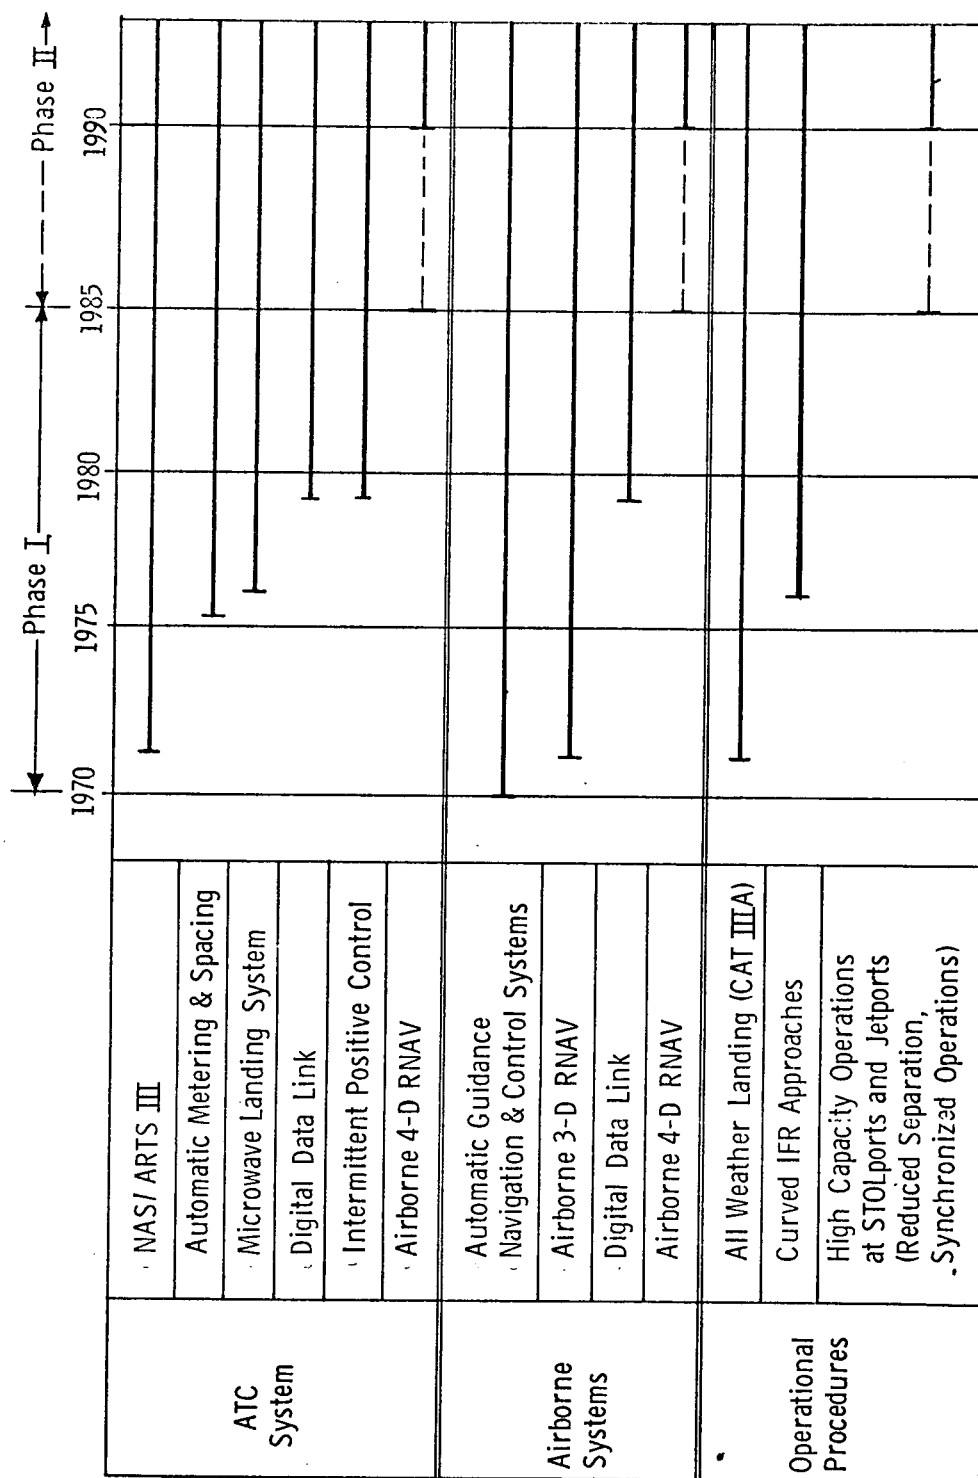 Phase I
Phase II
1970
1975
1980
1985
1990
ATC
System
NAS/ ARTS III
Automatic Metering & Spacing
Microwave Landing System
Digital Data Link
Intermittent Positive Control
Airborne 4-D RNAV
Airborne
Systems
Automatic Guidance
Navigation & Control Systems
Airborne 3-D RNAV
Digital Data Link
Airborne 4-D RNAV
Operational
Procedures
All Weather Landing (CAT IIIA)
Curved IFR Approaches
High Capacity Operations
at STOLports and Jetports
(Reduced Separation,
Synchronized Operations)